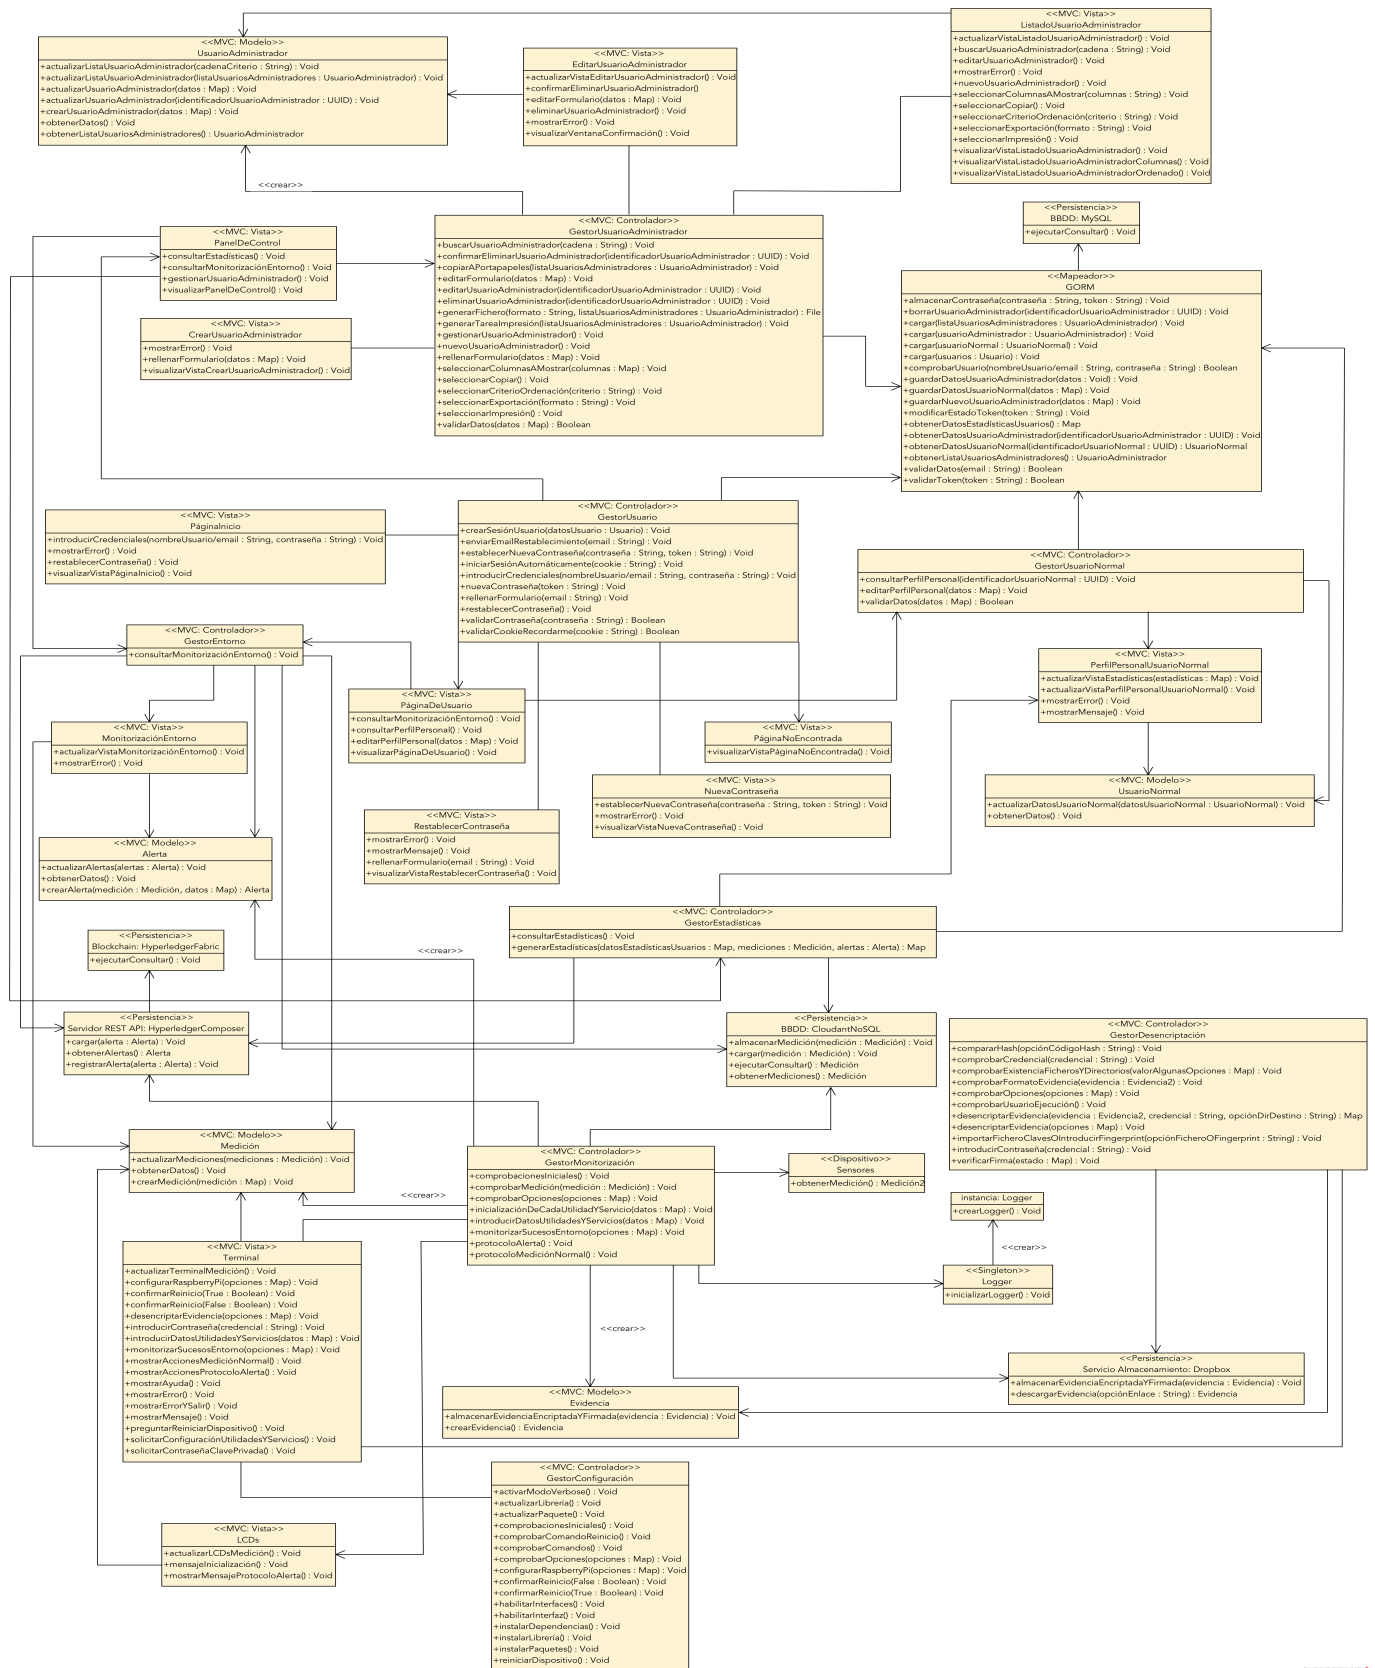 <<MVC: Vista>>
ListadoUsuarioAdministrador
+actualizarVistaListadoUsuarioAdministrador() : Void
+buscarUsuarioAdministrador(cadena : String) : Void
+editarUsuarioAdministrador() : Void
+mostrarError() : Void
+nuevoUsuarioAdministrador() : Void
+seleccionarColumnasAMostrar(columnas : String) : Void
+seleccionarCopiar() : Void
+seleccionarCriterioOrdenación(criterio : String) : Void
+seleccionarExportación(formato : String) : Void
+seleccionarImpresión() : Void
+visualizarVistaListadoUsuarioAdministrador() : Void
+visualizarVistaListadoUsuarioAdministradorColumnas() : Void
+visualizarVistaListadoUsuarioAdministradorOrdenado() : Void
<<MVC: Modelo>>
UsuarioAdministrador
+actualizarListaUsuarioAdministrador(cadenaCriterio : String) : Void
+actualizarListaUsuarioAdministrador(listaUsuariosAdministradores : UsuarioAdministrador) : Void
+actualizarUsuarioAdministrador(datos : Map) : Void
+actualizarUsuarioAdministrador(identificadorUsuarioAdministrador : UUID) : Void
+crearUsuarioAdministrador(datos : Map) : Void
+obtenerDatos() : Void
+obtenerListaUsuariosAdministradores() : UsuarioAdministrador
<<MVC: Vista>>
EditarUsuarioAdministrador
+actualizarVistaEditarUsuarioAdministrador() : Void
+confirmarEliminarUsuarioAdministrador()
+editarFormulario(datos : Map) : Void
+eliminarUsuarioAdministrador() : Void
+mostrarError() : Void
+visualizarVentanaConfirmación() : Void
<<crear>>
<<Persistencia>>
BBDD: MySQL
+ejecutarConsultar() : Void
<<MVC: Vista>>
PanelDeControl
+consultarEstadísticas() : Void
+consultarMonitorizaciónEntorno() : Void
+gestionarUsuarioAdministrador() : Void
+visualizarPanelDeControl() : Void
<<MVC: Controlador>>
GestorUsuarioAdministrador
+buscarUsuarioAdministrador(cadena : String) : Void
+confirmarEliminarUsuarioAdministrador(identificadorUsuarioAdministrador : UUID) : Void
+copiarAPortapapeles(listaUsuariosAdministradores : UsuarioAdministrador) : Void
+editarFormulario(datos : Map) : Void
+editarUsuarioAdministrador(identificadorUsuarioAdministrador : UUID) : Void
+eliminarUsuarioAdministrador(identificadorUsuarioAdministrador : UUID) : Void
+generarFichero(formato : String, listaUsuariosAdministradores : UsuarioAdministrador) : File
+generarTareaImpresión(listaUsuariosAdministradores : UsuarioAdministrador) : Void
+gestionarUsuarioAdministrador() : Void
+nuevoUsuarioAdministrador() : Void
+rellenarFormulario(datos : Map) : Void
+seleccionarColumnasAMostrar(columnas : Map) : Void
+seleccionarCopiar() : Void
+seleccionarCriterioOrdenación(criterio : String) : Void
+seleccionarExportación(formato : String) : Void
+seleccionarImpresión() : Void
+validarDatos(datos : Map) : Boolean
<<Mapeador>>
GORM
+almacenarContraseña(contraseña : String, token : String) : Void
+borrarUsuarioAdministrador(identificadorUsuarioAdministrador : UUID) : Void
+cargar(listaUsuariosAdministradores : UsuarioAdministrador) : Void
+cargar(usuarioAdministrador : UsuarioAdministrador) : Void
+cargar(usuarioNormal : UsuarioNormal) : Void
+cargar(usuarios : Usuario) : Void
+comprobarUsuario(nombreUsuario/email : String, contraseña : String) : Boolean
+guardarDatosUsuarioAdministrador(datos : Void) : Void
+guardarDatosUsuarioNormal(datos : Map) : Void
+guardarNuevoUsuarioAdministrador(datos : Map) : Void
+modificarEstadoToken(token : String) : Void
+obtenerDatosEstadísticasUsuarios() : Map
+obtenerDatosUsuarioAdministrador(identificadorUsuarioAdministrador : UUID) : Void
+obtenerDatosUsuarioNormal(identificadorUsuarioNormal : UUID) : UsuarioNormal
+obtenerListaUsuariosAdministradores() : UsuarioAdministrador
+validarDatos(email : String) : Boolean
+validarToken(token : String) : Boolean
<<MVC: Vista>>
CrearUsuarioAdministrador
+mostrarError() : Void
+rellenarFormulario(datos : Map) : Void
+visualizarVistaCrearUsuarioAdministrador() : Void
<<MVC: Vista>>
PáginaInicio
+introducirCredenciales(nombreUsuario/email : String, contraseña : String) : Void
+mostrarError() : Void
+restablecerContraseña() : Void
+visualizarVistaPáginaInicio() : Void
<<MVC: Controlador>>
GestorUsuario
+crearSesiónUsuario(datosUsuario : Usuario) : Void
+enviarEmailRestablecimiento(email : String) : Void
+establecerNuevaContraseña(contraseña : String, token : String) : Void
+iniciarSesiónAutomáticamente(cookie : String) : Void
+introducirCredenciales(nombreUsuario/email : String, contraseña : String) : Void
+nuevaContraseña(token : String) : Void
+rellenarFormulario(email : String) : Void
+restablecerContraseña() : Void
+validarContraseña(contraseña : String) : Boolean
+validarCookieRecordarme(cookie : String) : Boolean
<<MVC: Controlador>>
GestorUsuarioNormal
+consultarPerfilPersonal(identificadorUsuarioNormal : UUID) : Void
+editarPerfilPersonal(datos : Map) : Void
+validarDatos(datos : Map) : Boolean
<<MVC: Controlador>>
GestorEntorno
+consultarMonitorizaciónEntorno() : Void
<<MVC: Vista>>
PerfilPersonalUsuarioNormal
+actualizarVistaEstadísticas(estadísticas : Map) : Void
+actualizarVistaPerfilPersonalUsuarioNormal() : Void
+mostrarError() : Void
+mostrarMensaje() : Void
<<MVC: Vista>>
PáginaDeUsuario
+consultarMonitorizaciónEntorno() : Void
+consultarPerfilPersonal() : Void
+editarPerfilPersonal(datos : Map) : Void
+visualizarPáginaDeUsuario() : Void
<<MVC: Vista>>
MonitorizaciónEntorno
+actualizarVistaMonitorizaciónEntorno() : Void
+mostrarError() : Void
<<MVC: Vista>>
PáginaNoEncontrada
+visualizarVistaPáginaNoEncontrada() : Void
<<MVC: Vista>>
NuevaContraseña
+establecerNuevaContraseña(contraseña : String, token : String) : Void
+mostrarError() : Void
+visualizarVistaNuevaContraseña() : Void
<<MVC: Modelo>>
UsuarioNormal
+actualizarDatosUsuarioNormal(datosUsuarioNormal : UsuarioNormal) : Void
+obtenerDatos() : Void
<<MVC: Vista>>
RestablecerContraseña
+mostrarError() : Void
+mostrarMensaje() : Void
+rellenarFormulario(email : String) : Void
+visualizarVistaRestablecerContraseña() : Void
<<MVC: Modelo>>
Alerta
+actualizarAlertas(alertas : Alerta) : Void
+obtenerDatos() : Void
+crearAlerta(medición : Medición, datos : Map) : Alerta
<<MVC: Controlador>>
GestorEstadísticas
+consultarEstadísticas() : Void
+generarEstadísticas(datosEstadísticasUsuarios : Map, mediciones : Medición, alertas : Alerta) : Map
<<Persistencia>>
Blockchain: HyperledgerFabric
+ejecutarConsultar() : Void
<<crear>>
<<Persistencia>>
Servidor REST API: HyperledgerComposer
+cargar(alerta : Alerta) : Void
+obtenerAlertas() : Alerta
+registrarAlerta(alerta : Alerta) : Void
<<Persistencia>>
BBDD: CloudantNoSQL
+almacenarMedición(medición : Medición) : Void
+cargar(medición : Medición) : Void
+ejecutarConsultar() : Medición
+obtenerMediciones() : Medición
<<MVC: Controlador>>
GestorDesencriptación
+compararHash(opciónCódigoHash : String) : Void
+comprobarCredencial(credencial : String) : Void
+comprobarExistenciaFicherosYDirectorios(valorAlgunasOpciones : Map) : Void
+comprobarFormatoEvidencia(evidencia : Evidencia2) : Void
+comprobarOpciones(opciones : Map) : Void
+comprobarUsuarioEjecución() : Void
+desencriptarEvidencia(evidencia : Evidencia2, credencial : String, opciónDirDestino : String) : Map
+desencriptarEvidencia(opciones : Map) : Void
+importarFicheroClavesOIntroducirFingerprint(opciónFicheroOFingerprint : String) : Void
+introducirContraseña(credencial : String) : Void
+verificarFirma(estado : Map) : Void
<<MVC: Modelo>>
Medición
+actualizarMediciones(mediciones : Medición) : Void
+obtenerDatos() : Void
+crearMedición(medición : Map) : Void
<<MVC: Controlador>>
GestorMonitorización
+comprobacionesIniciales() : Void
+comprobarMedición(medición : Medición) : Void
+comprobarOpciones(opciones : Map) : Void
+inicializaciónDeCadaUtilidadYServicio(datos : Map) : Void
+introducirDatosUtilidadesYServicios(datos : Map) : Void
+monitorizarSucesosEntorno(opciones : Map) : Void
+protocoloAlerta() : Void
+protocoloMediciónNormal() : Void
<<Dispositivo>>
Sensores
+obtenerMedición() : Medición2
<<crear>>
instancia: Logger
+crearLogger() : Void
<<crear>>
<<Singleton>>
Logger
+inicializarLogger() : Void
<<MVC: Vista>>
Terminal
+actualizarTerminalMedición() : Void
+configurarRaspberryPi(opciones : Map) : Void
+confirmarReinicio(True : Boolean) : Void
+confirmarReinicio(False : Boolean) : Void
+desencriptarEvidencia(opciones : Map) : Void
+introducirContraseña(credencial : String) : Void
+introducirDatosUtilidadesYServicios(datos : Map) : Void
+monitorizarSucesosEntorno(opciones : Map) : Void
+mostrarAccionesMediciónNormal() : Void
+mostrarAccionesProtocoloAlerta() : Void
+mostrarAyuda() : Void
+mostrarError() : Void
+mostrarErrorYSalir() : Void
+mostrarMensaje() : Void
+preguntarReiniciarDispositivo() : Void
+solicitarConfiguraciónUtilidadesYServicios() : Void
+solicitarContraseñaClavePrivada() : Void
<<crear>>
<<Persistencia>>
Servicio Almacenamiento: Dropbox
+almacenarEvidenciaEncriptadaYFirmada(evidencia : Evidencia) : Void
+descargarEvidencia(opciónEnlace : String) : Evidencia
<<MVC: Modelo>>
Evidencia
+almacenarEvidenciaEncriptadaYFirmada(evidencia : Evidencia) : Void
+crearEvidencia() : Evidencia
<<MVC: Controlador>>
GestorConfiguración
+activarModoVerbose() : Void
+actualizarLibrería() : Void
+actualizarPaquete() : Void
+comprobacionesIniciales() : Void
+comprobarComandoReinicio() : Void
+comprobarComandos() : Void
+comprobarOpciones(opciones : Map) : Void
+configurarRaspberryPi(opciones : Map) : Void
+confirmarReinicio(False : Boolean) : Void
+confirmarReinicio(True : Boolean) : Void
+habilitarInterfaces() : Void
+habilitarInterfaz() : Void
+instalarDependencias() : Void
+instalarLibrería() : Void
+instalarPaquetes() : Void
+reiniciarDispositivo() : Void
<<MVC: Vista>>
LCDs
+actualizarLCDsMedición() : Void
+mensajeInicialización() : Void
+mostrarMensajeProtocoloAlerta() : Void